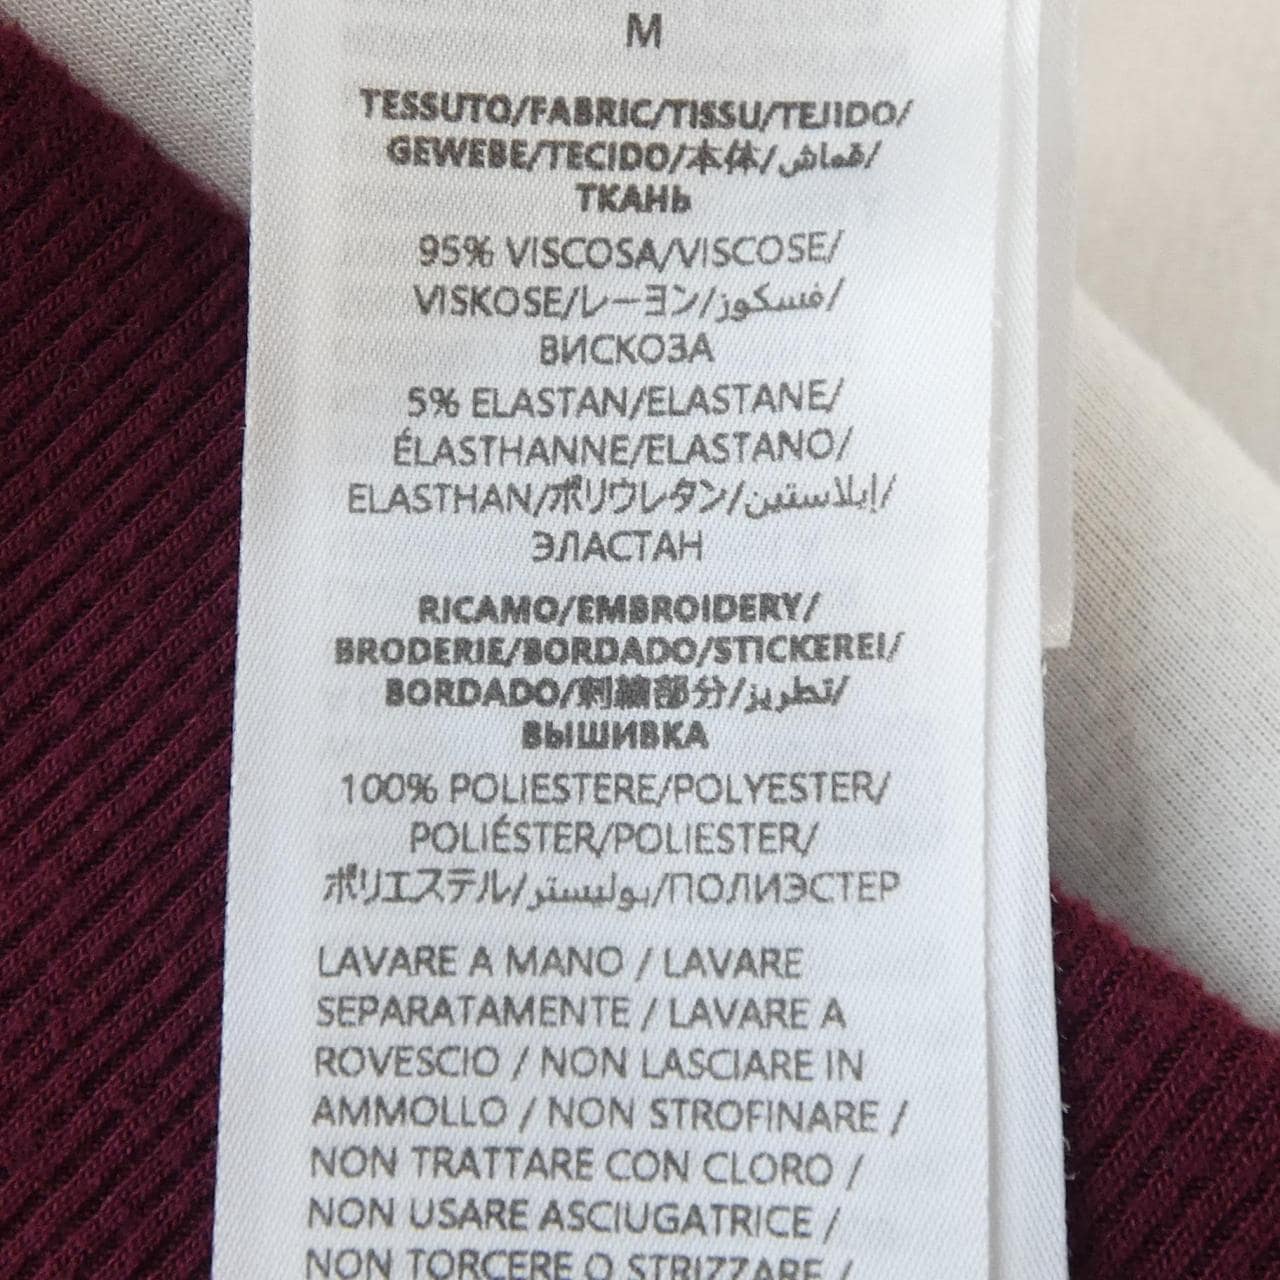 M
TESSUTO/FABRIC/TISSU/TEJIDO/
GEWEBE/TECIDO/本体/قماش/
ТКАНЬ
95% VISCOSA/VISCOSE/
VISKOSE/レーヨン/فسكوز/
ВИСКОЗА
5% ELASTAN/ELASTANE/
ÉLASTHANNE/ELASTANO/
ELASTHAN/ポリウレタン/إيلاستين/
ЭЛАСТАН
RICAMO/EMBROIDERY/
BRODERIE/BORDADO/STICKEREI/
BORDADO/刺繍部分/تطريز/
ВЫШИВКА
100% POLIESTERE/POLYESTER/
POLIÉSTER/POLIESTER/
ポリエステル/بوليستر/ПОЛИЭСТЕР
LAVARE A MANO / LAVARE
SEPARATAMENTE / LAVARE A
ROVESCIO / NON LASCIARE IN
AMMOLLO / NON STROFINARE /
NON TRATTARE CON CLORO /
NON USARE ASCIUGATRICE /
NON TORCERE O STRIZZARE /